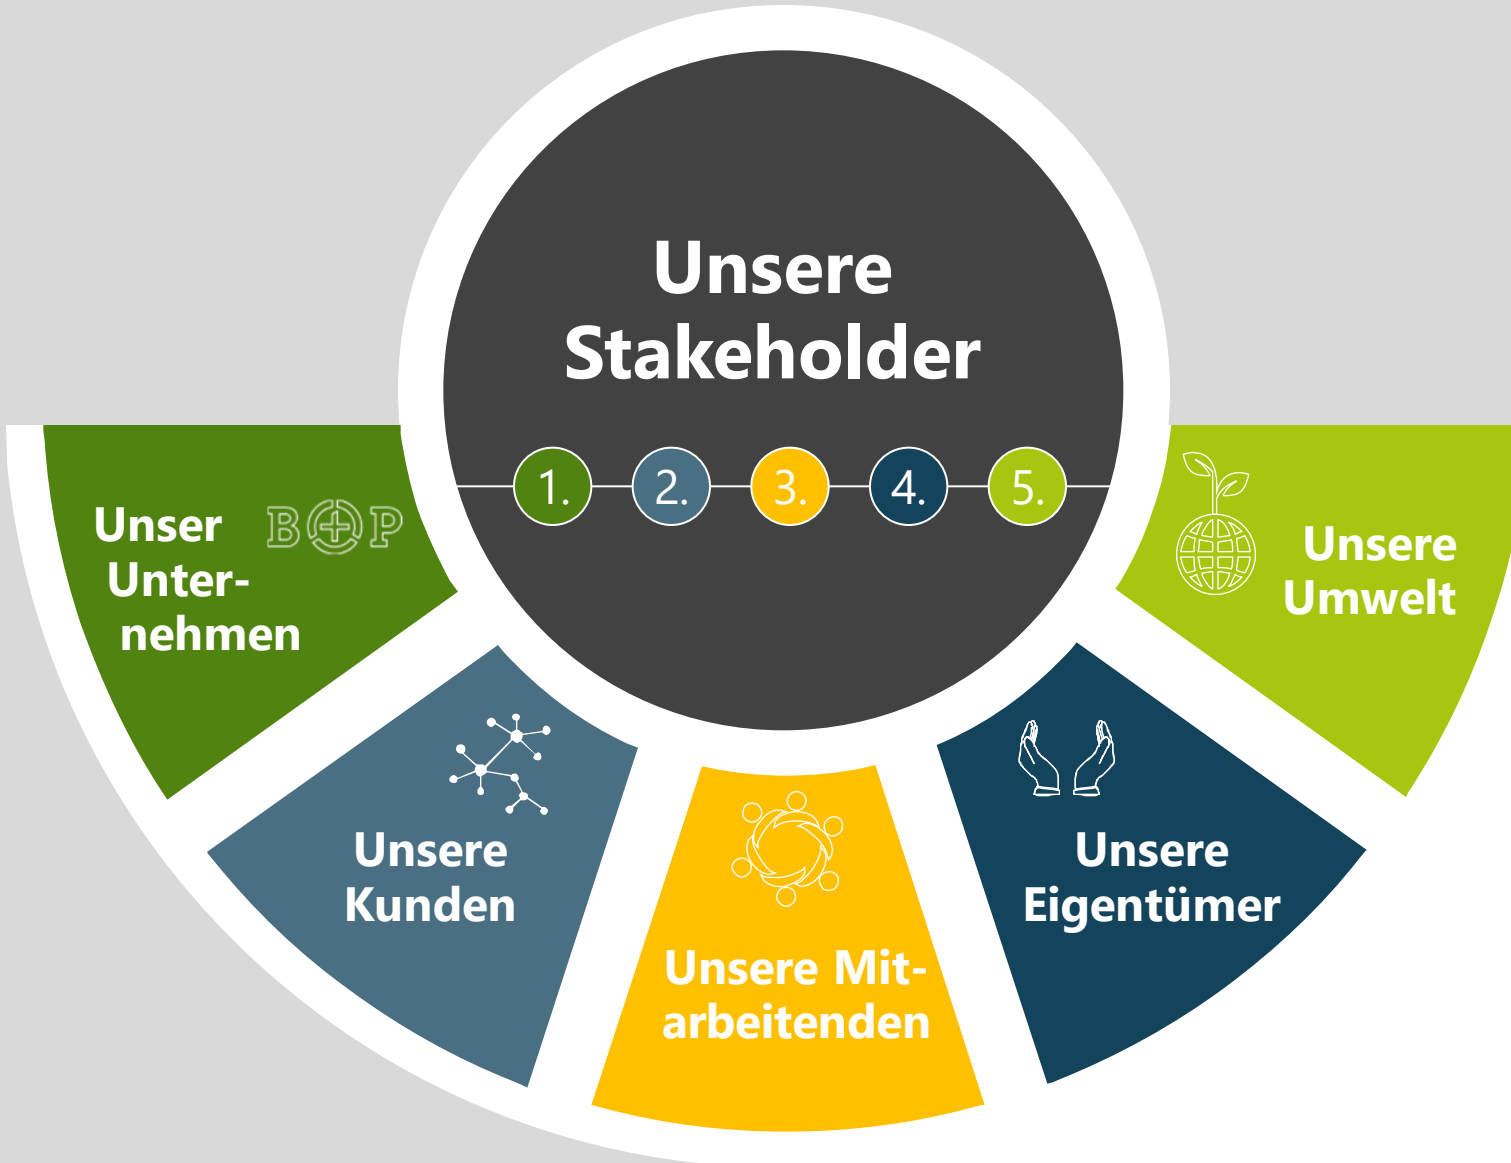 Unsere
Stakeholder
1. 2. 3. 4. 5.
Unser
Unter-
nehmen
B P
Unsere
Kunden
Unsere Mit-
arbeitenden
Unsere
Eigentümer
Unsere
Umwelt